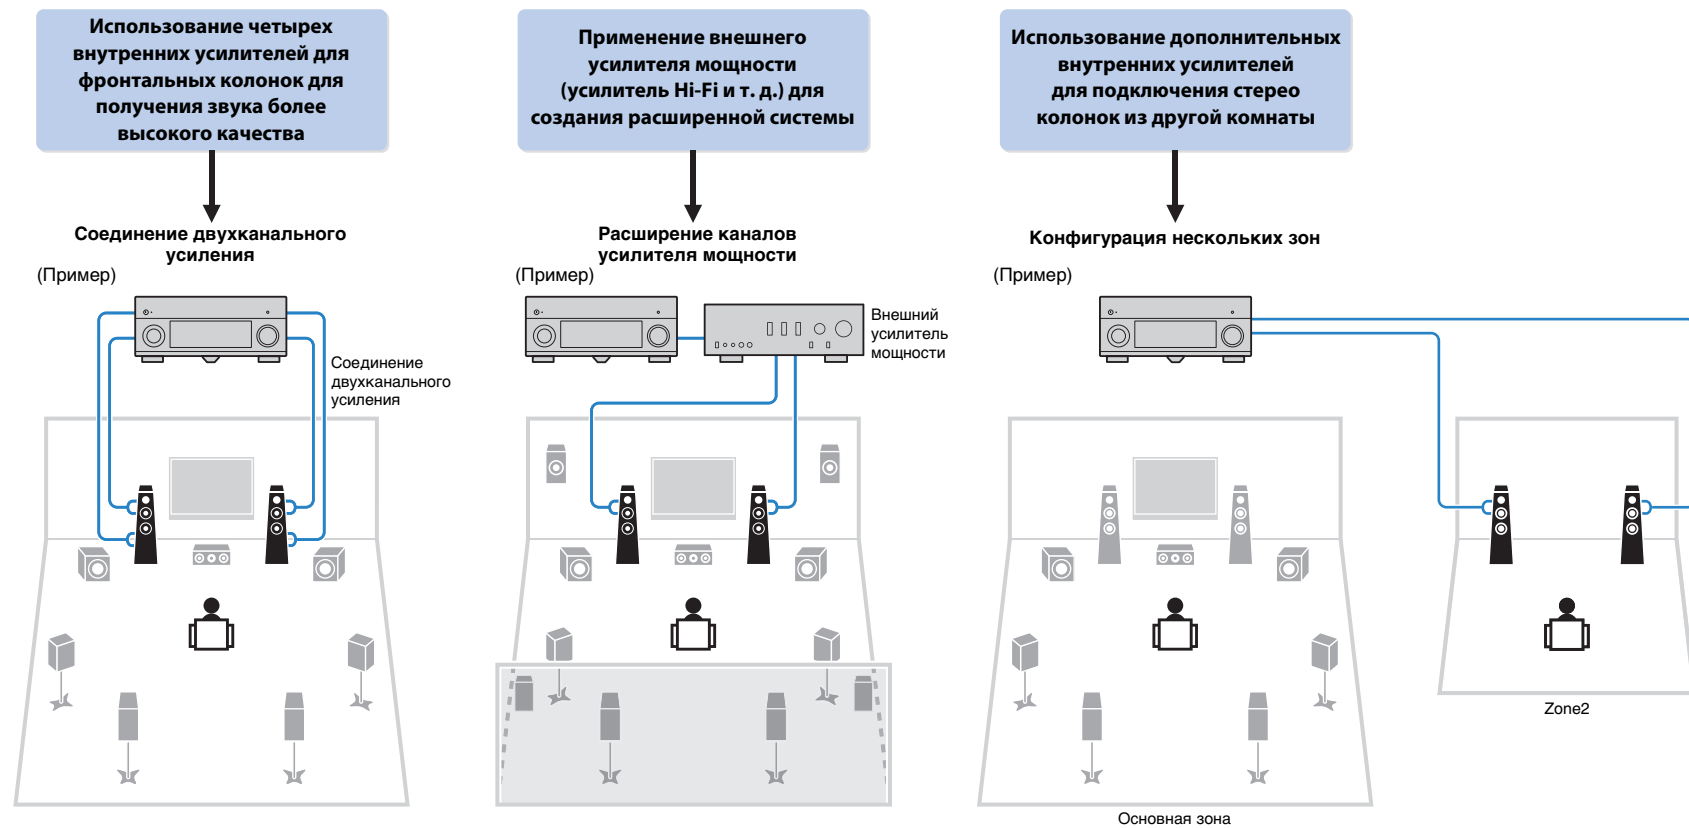 Использование четырех
внутренних усилителей для
фронтальных колонок для
получения звука более
высокого качества
Соединение двухканального
усиления
(Пример)
Соединение
двухканального
усиления
Применение внешнего
усилителя мощности
(усилитель Hi-Fi и т. д.) для
создания расширенной системы
Расширение каналов
усилителя мощности
(Пример)
Внешний
усилитель
мощности
Использование дополнительных
внутренних усилителей
для подключения стерео
колонок из другой комнаты
Конфигурация нескольких зон
(Пример)
Zone2
Основная зона